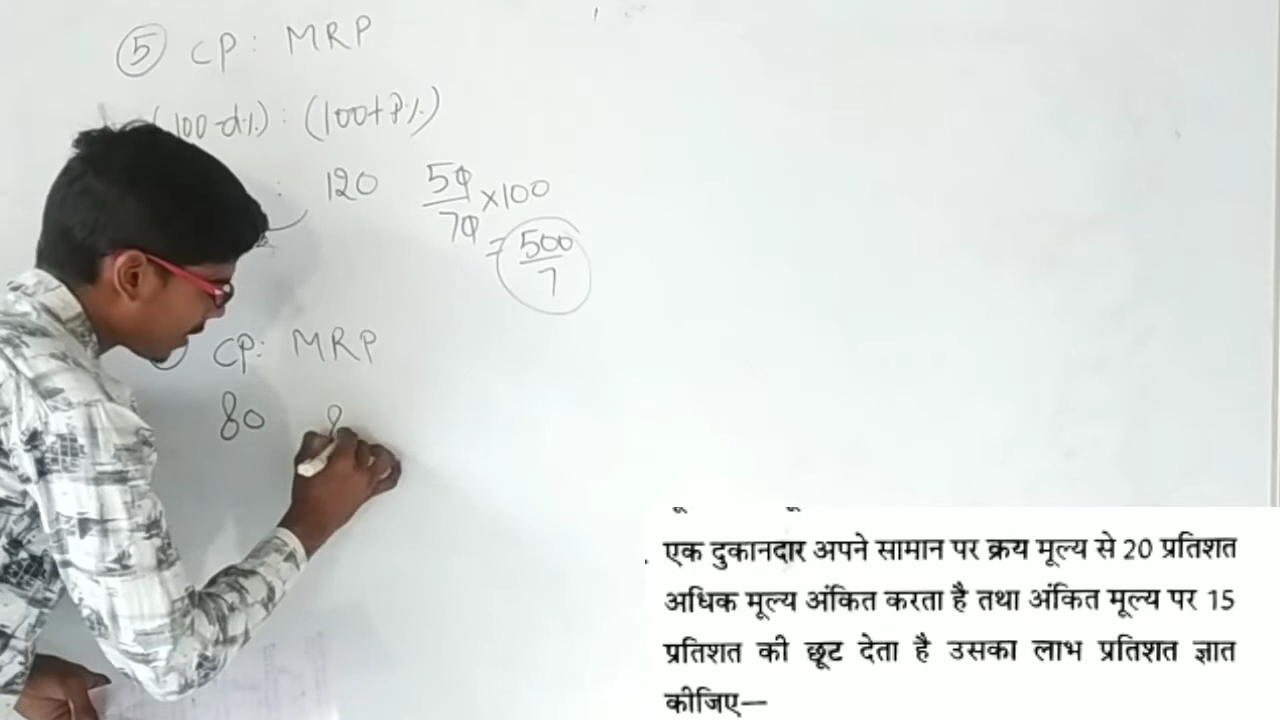 ⑤ CP : MRP
(100-d%) : (100+P%)
: 120 50/70 ×100
= 500/7
CP : MRP
80 8
एक दुकानदार अपने सामान पर क्रय मूल्य से 20 प्रतिशत
अधिक मूल्य अंकित करता है तथा अंकित मूल्य पर 15
प्रतिशत की छूट देता है उसका लाभ प्रतिशत ज्ञात
कीजिए—